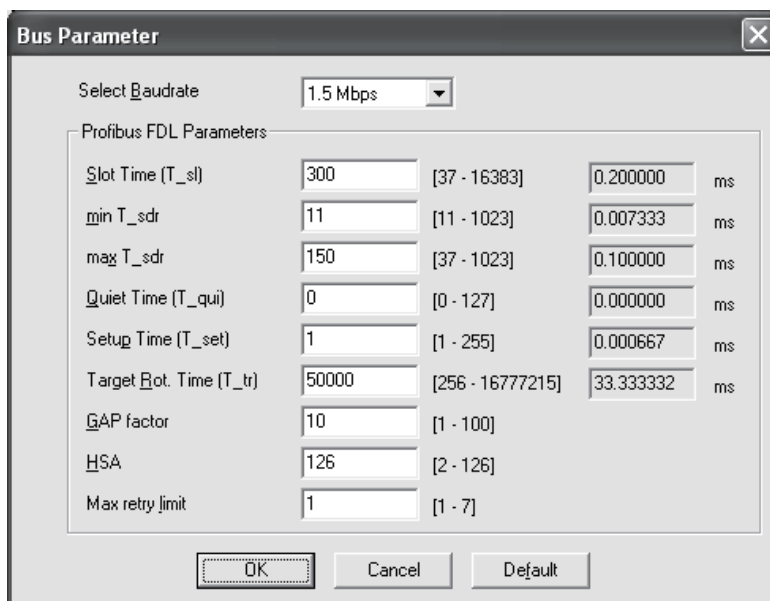 Bus Parameter
Select Baudrate 1.5 Mbps
Profibus FDL Parameters
Slot Time (T_sl) 300 [37 - 16383] 0.200000 ms
min T_sdr 11 [11 - 1023] 0.007333 ms
max T_sdr 150 [37 - 1023] 0.100000 ms
Quiet Time (T_qui) 0 [0 - 127] 0.000000 ms
Setup Time (T_set) 1 [1 - 255] 0.000667 ms
Target Rot. Time (T_tr) 50000 [256 - 16777215] 33.333332 ms
GAP factor 10 [1 - 100]
HSA 126 [2 - 126]
Max retry limit 1 [1 - 7]
OK Cancel Default